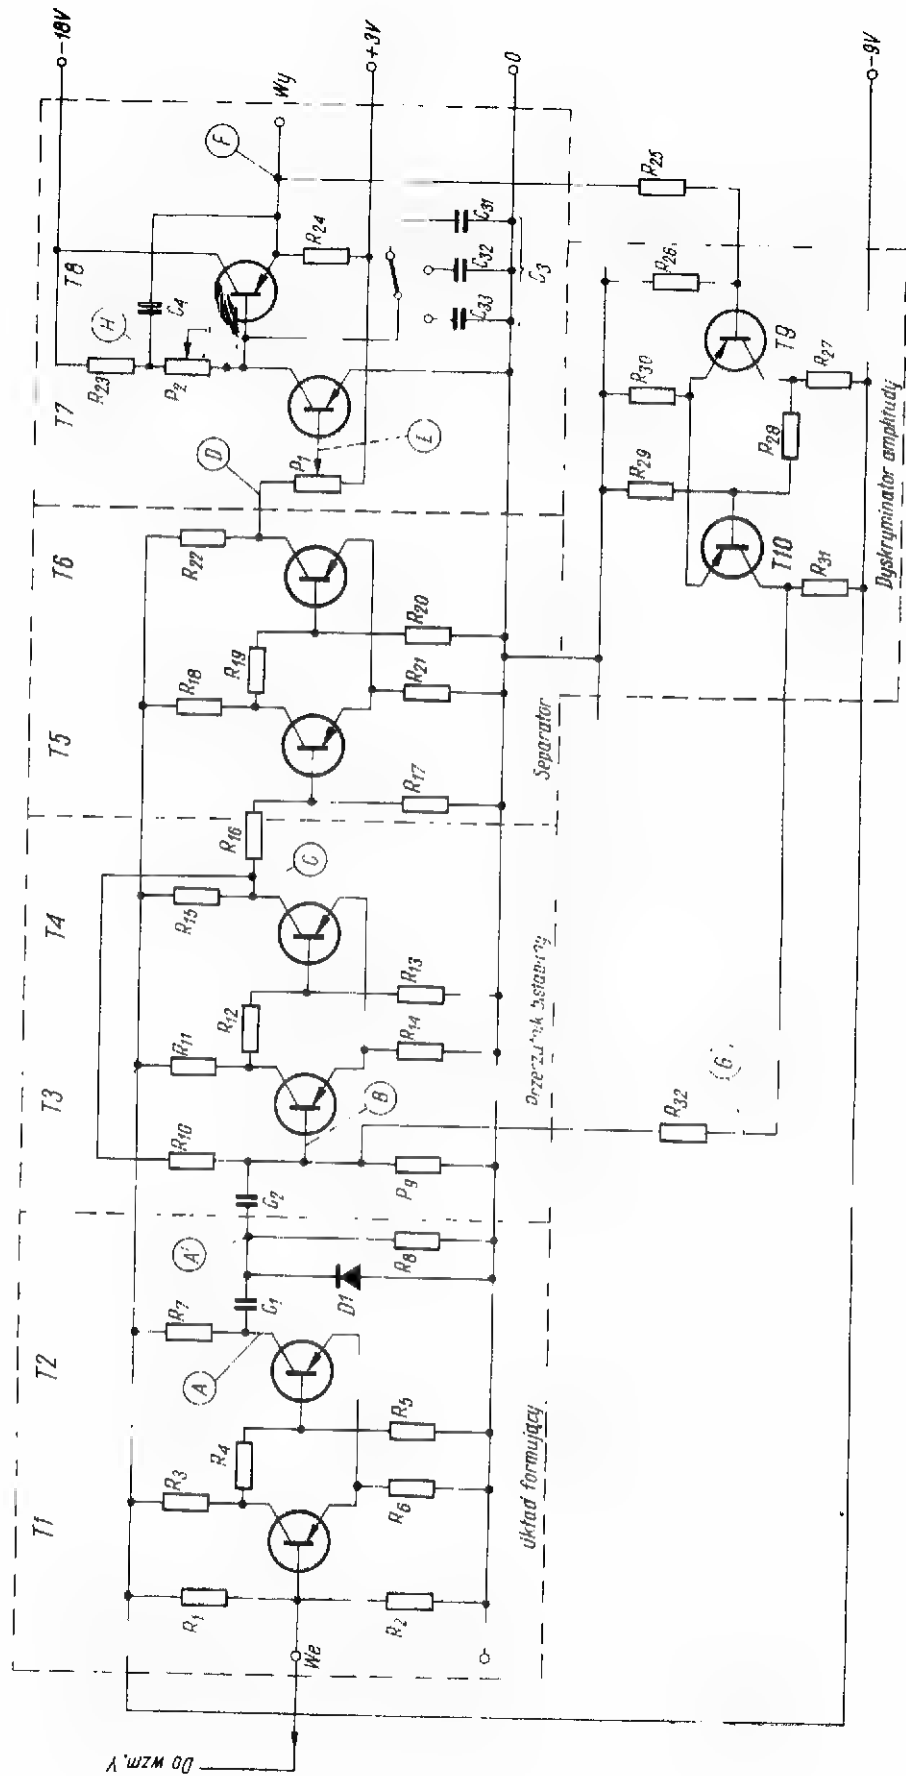 T1
T2
T3
T4
T5
T6
T7
T8
-18V
+3V
0
-9V
Wy
We
Do wzm. Y
R1
R2
R3
R4
R5
R6
R7
C1
D1
R8
C2
A
A'
układ formujący
R10
P9
R11
R12
R13
R14
R15
B
C
Przerzutnik bistabilny
R16
R17
R18
R19
R20
R21
R22
Separator
D
E
P1
P2
R23
H
C4
F
R24
C33
C32
C31
C3
R25
R26
T9
R27
R28
R29
R30
T10
R31
Dyskryminator amplitudy
R32
G